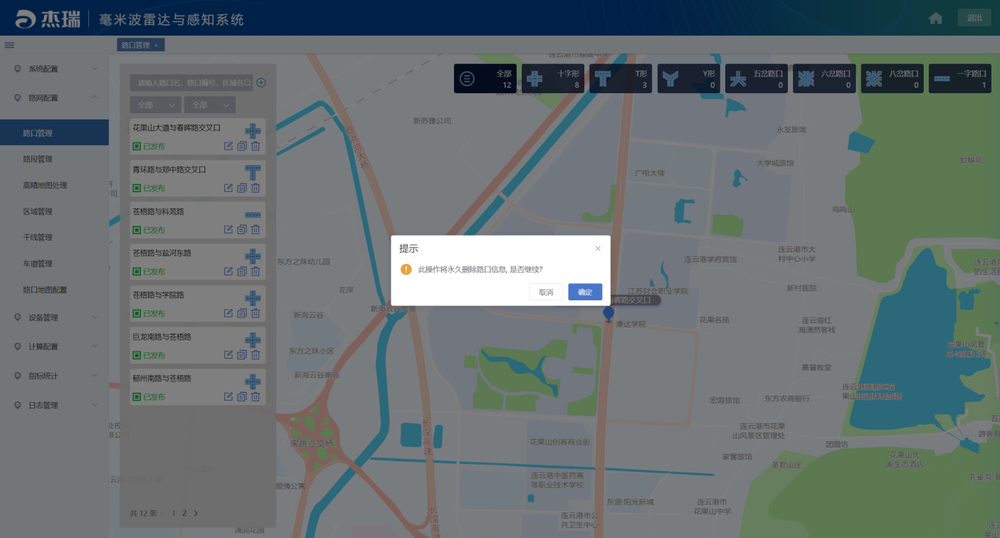 杰瑞
毫米波雷达与感知系统
退出
路口管理 ×
系统配置
路网配置
路口管理
路段管理
高精地图处理
区域管理
干线管理
车道管理
路口地图配置
设备管理
计算配置
指标统计
日志管理
请输入路口名、路口编号、区域名
全部
全部
花果山大道与春晖路交叉口
已发布
青环路与郑中路交叉口
已发布
苍梧路与科苑路
已发布
苍梧路与盐河东路
已发布
苍梧路与学院路
已发布
巨龙南路与苍梧路
已发布
郁州南路与苍梧路
已发布
共 12 条
1
2
全部
12
十字形
8
T形
3
Y形
0
五岔路口
0
六岔路口
0
八岔路口
0
一字路口
1
提示
此操作将永久删除路口信息, 是否继续?
取消
确定
春晖路交叉口
新苏豫公司
永发旅馆
大学城旅馆
广电大楼
鸡鸣山
连云港学府宾馆
连云港市大
村中心小学
新村医院
江苏财会职业学院
康达学院
花果名苑
连云港红
海潇然客栈
基督教堂
东方之珠幼儿园
左岸
新海云谷
东方之珠小区
新海云谷南苑
宋跳立交桥
爱情公寓
长深高速
长深高速
宏霞旅馆
东方农商银行
连云港市花果
山风景区管理处
团圆坊
花果山创客商业街
家馨旅馆
圣君山庄
花果山优
家生态酒店
连云港中医药高
等职业技术学校
东盛·阳光新城
连云港市
花果山中学
连云港市公
共卫生中心
浦润花园